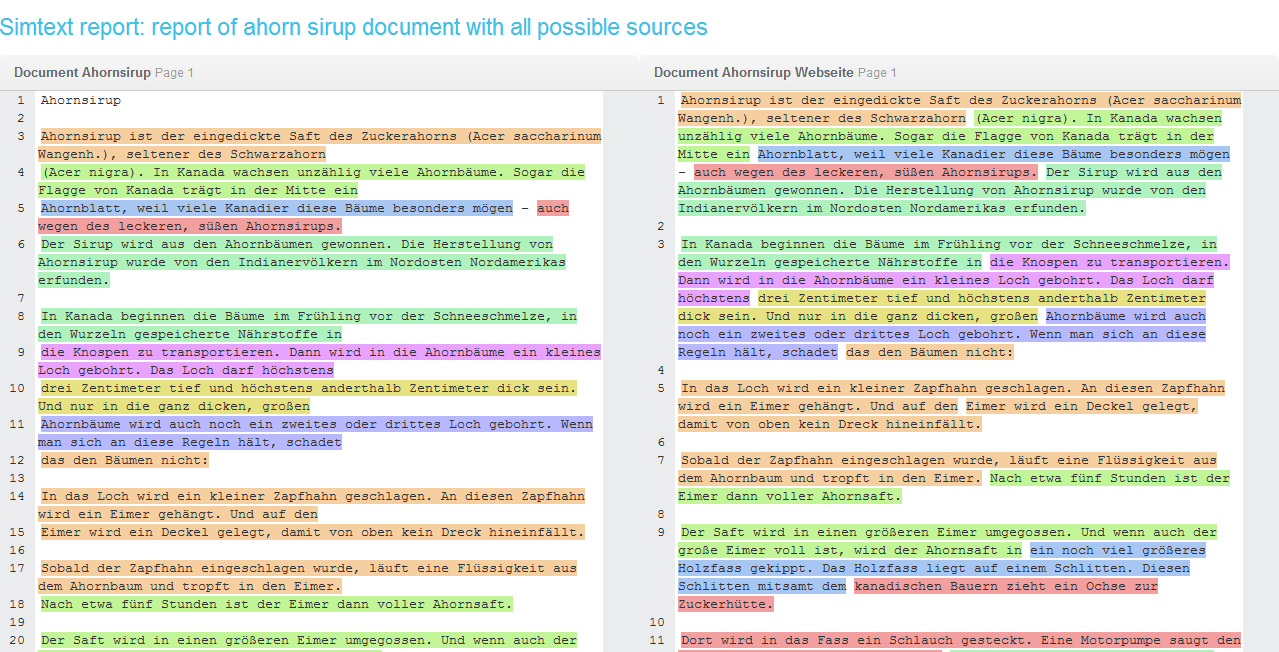 Simtext report: report of ahorn sirup document with all possible sources
Document Ahornsirup Page 1
1 Ahornsirup
2
3 Ahornsirup ist der eingedickte Saft des Zuckerahorns (Acer saccharinum
Wangenh.), seltener des Schwarzahorn
4 (Acer nigra). In Kanada wachsen unzählig viele Ahornbäume. Sogar die
Flagge von Kanada trägt in der Mitte ein
5 Ahornblatt, weil viele Kanadier diese Bäume besonders mögen – auch
wegen des leckeren, süßen Ahornsirups.
6 Der Sirup wird aus den Ahornbäumen gewonnen. Die Herstellung von
Ahornsirup wurde von den Indianervölkern im Nordosten Nordamerikas
erfunden.
7
8 In Kanada beginnen die Bäume im Frühling vor der Schneeschmelze, in
den Wurzeln gespeicherte Nährstoffe in
9 die Knospen zu transportieren. Dann wird in die Ahornbäume ein kleines
Loch gebohrt. Das Loch darf höchstens
10 drei Zentimeter tief und höchstens anderthalb Zentimeter dick sein.
Und nur in die ganz dicken, großen
11 Ahornbäume wird auch noch ein zweites oder drittes Loch gebohrt. Wenn
man sich an diese Regeln hält, schadet
12 das den Bäumen nicht:
13
14 In das Loch wird ein kleiner Zapfhahn geschlagen. An diesen Zapfhahn
wird ein Eimer gehängt. Und auf den
15 Eimer wird ein Deckel gelegt, damit von oben kein Dreck hineinfällt.
16
17 Sobald der Zapfhahn eingeschlagen wurde, läuft eine Flüssigkeit aus
dem Ahornbaum und tropft in den Eimer.
18 Nach etwa fünf Stunden ist der Eimer dann voller Ahornsaft.
19
20 Der Saft wird in einen größeren Eimer umgegossen. Und wenn auch der
Document Ahornsirup Webseite Page 1
1 Ahornsirup ist der eingedickte Saft des Zuckerahorns (Acer saccharinum
Wangenh.), seltener des Schwarzahorn (Acer nigra). In Kanada wachsen
unzählig viele Ahornbäume. Sogar die Flagge von Kanada trägt in der
Mitte ein Ahornblatt, weil viele Kanadier diese Bäume besonders mögen
– auch wegen des leckeren, süßen Ahornsirups. Der Sirup wird aus den
Ahornbäumen gewonnen. Die Herstellung von Ahornsirup wurde von den
Indianervölkern im Nordosten Nordamerikas erfunden.
2
3 In Kanada beginnen die Bäume im Frühling vor der Schneeschmelze, in
den Wurzeln gespeicherte Nährstoffe in die Knospen zu transportieren.
Dann wird in die Ahornbäume ein kleines Loch gebohrt. Das Loch darf
höchstens drei Zentimeter tief und höchstens anderthalb Zentimeter
dick sein. Und nur in die ganz dicken, großen Ahornbäume wird auch
noch ein zweites oder drittes Loch gebohrt. Wenn man sich an diese
Regeln hält, schadet das den Bäumen nicht:
4
5 In das Loch wird ein kleiner Zapfhahn geschlagen. An diesen Zapfhahn
wird ein Eimer gehängt. Und auf den Eimer wird ein Deckel gelegt,
damit von oben kein Dreck hineinfällt.
6
7 Sobald der Zapfhahn eingeschlagen wurde, läuft eine Flüssigkeit aus
dem Ahornbaum und tropft in den Eimer. Nach etwa fünf Stunden ist der
Eimer dann voller Ahornsaft.
8
9 Der Saft wird in einen größeren Eimer umgegossen. Und wenn auch der
große Eimer voll ist, wird der Ahornsaft in ein noch viel größeres
Holzfass gekippt. Das Holzfass liegt auf einem Schlitten. Diesen
Schlitten mitsamt dem kanadischen Bauern zieht ein Ochse zur
Zuckerhütte.
10
11 Dort wird in das Fass ein Schlauch gesteckt. Eine Motorpumpe saugt den